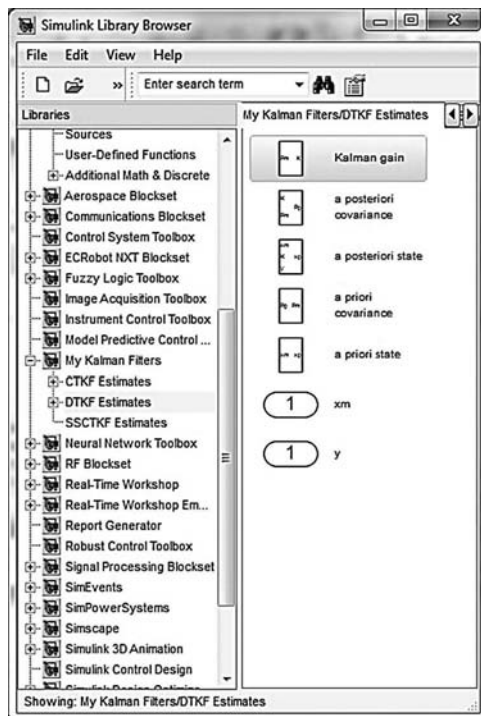 Simulink Library Browser
File Edit View Help
» Enter search term
Libraries
Sources
User-Defined Functions
Additional Math & Discrete
Aerospace Blockset
Communications Blockset
Control System Toolbox
ECRobot NXT Blockset
Fuzzy Logic Toolbox
Image Acquisition Toolbox
Instrument Control Toolbox
Model Predictive Control ...
My Kalman Filters
CTKF Estimates
DTKF Estimates
SSCTKF Estimates
Neural Network Toolbox
RF Blockset
Real-Time Workshop
Real-Time Workshop Em...
Report Generator
Robust Control Toolbox
Signal Processing Blockset
SimEvents
SimPowerSystems
Simscape
Simulink 3D Animation
Simulink Control Design
My Kalman Filters/DTKF Estimates
Kalman gain
a posteriori
covariance
a posteriori state
a priori
covariance
a priori state
1 xm
1 y
Showing: My Kalman Filters/DTKF Estimates